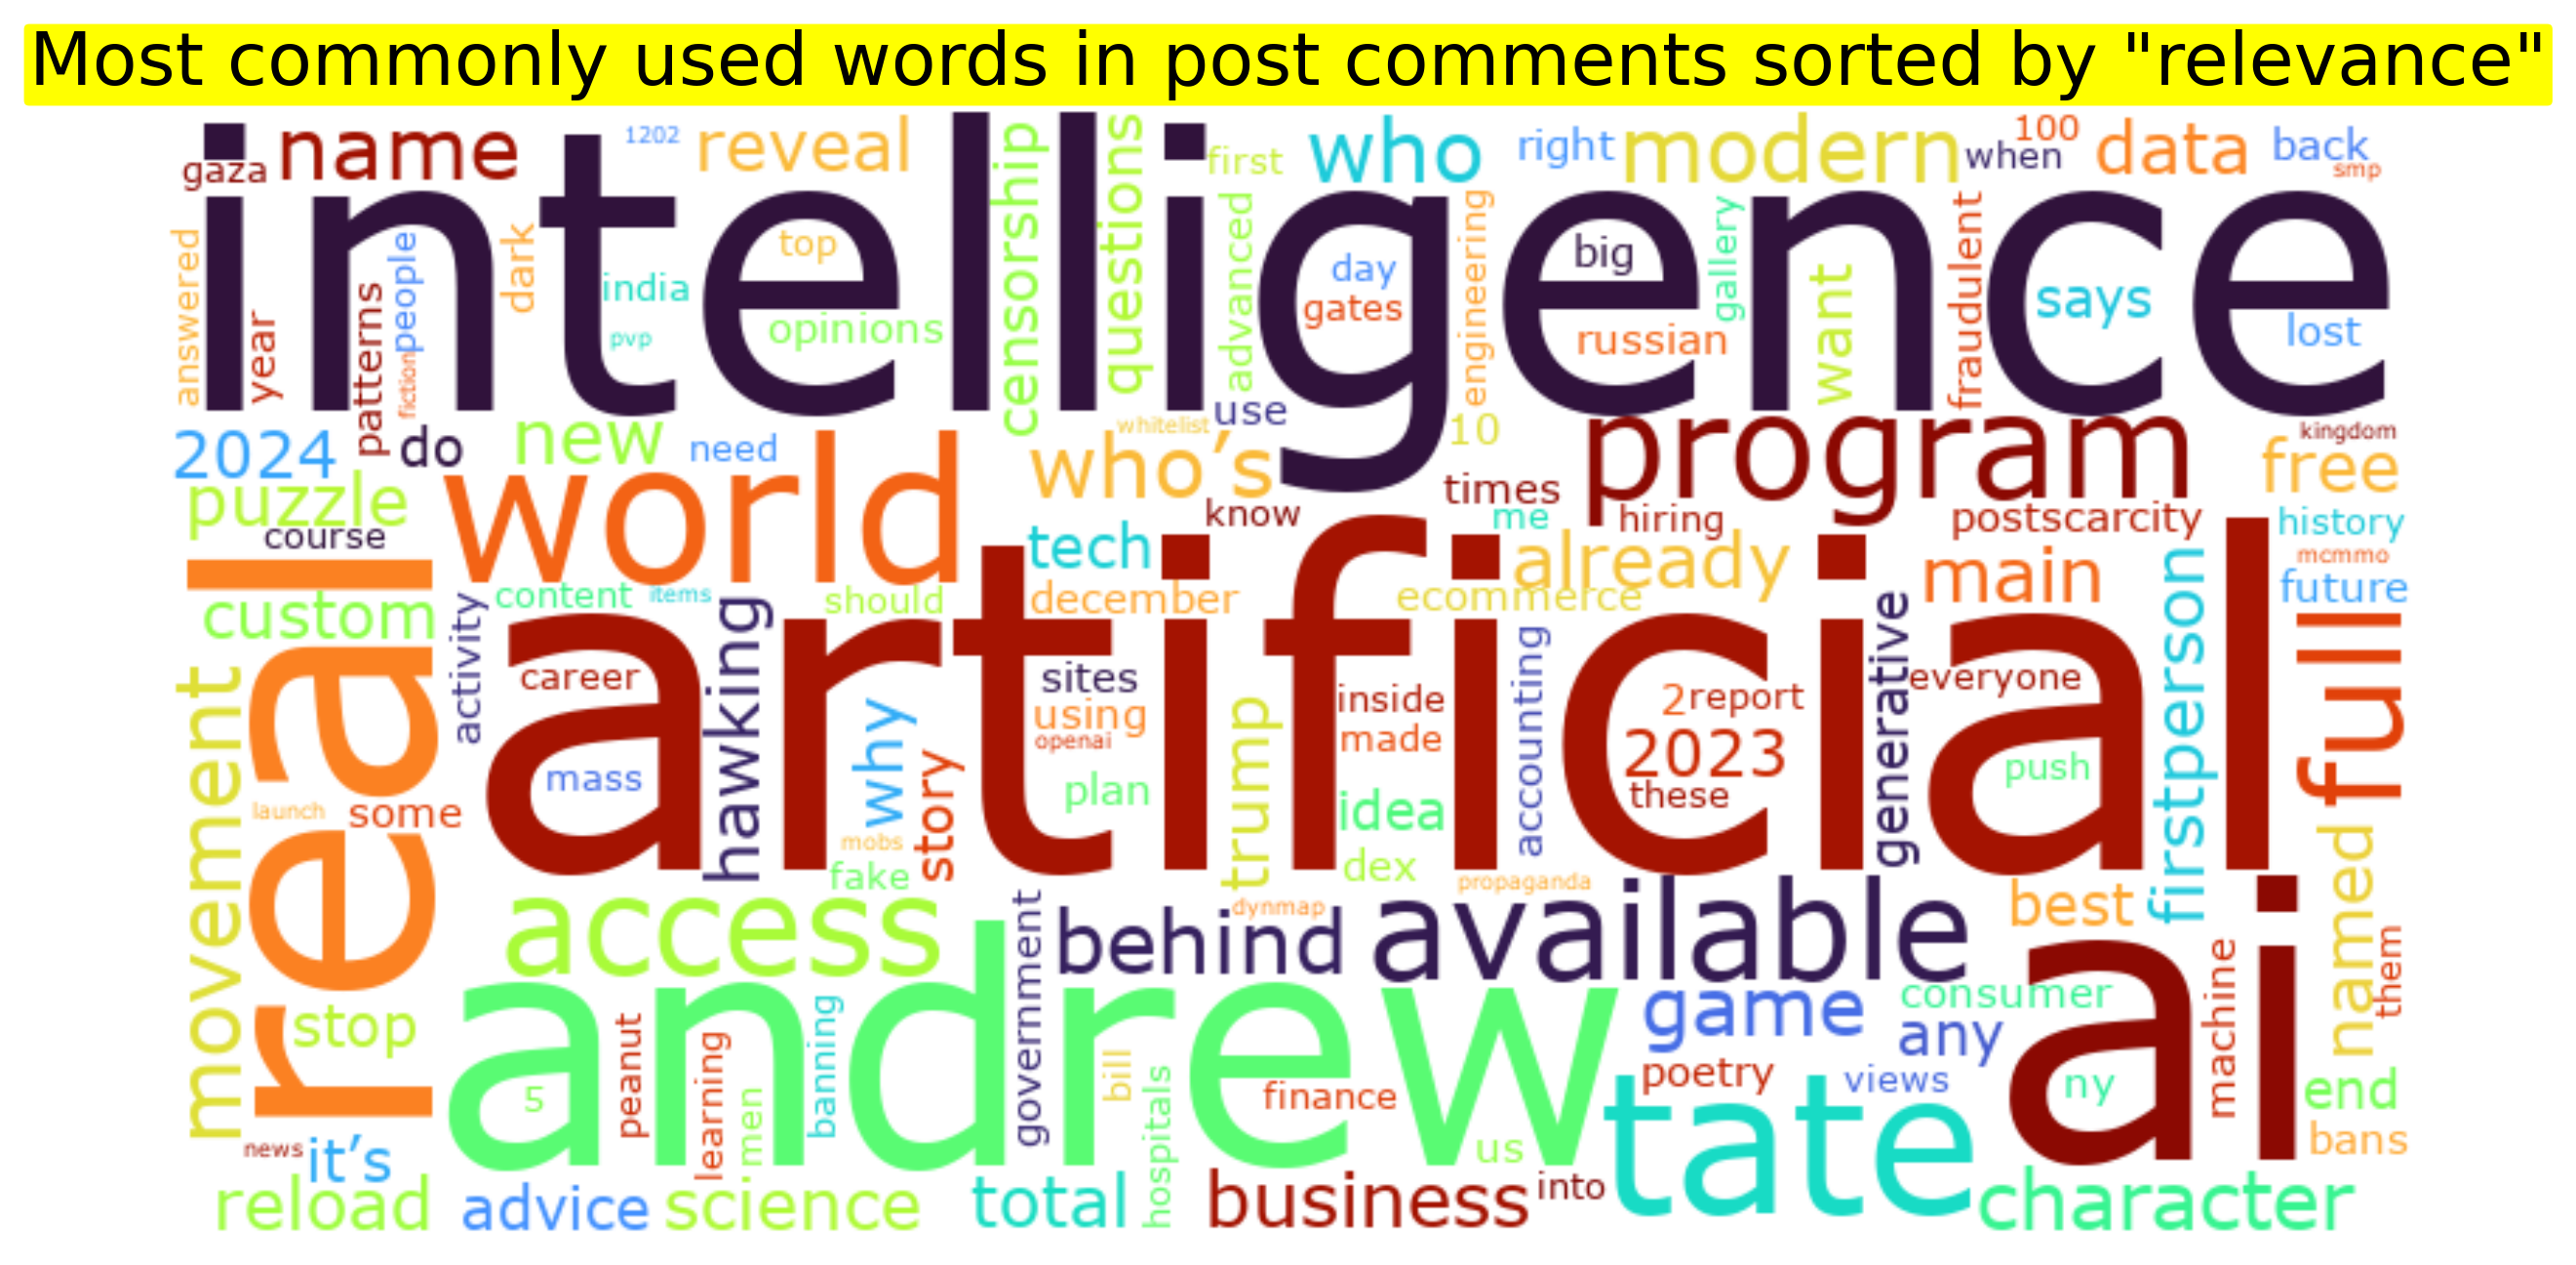 Most commonly used words in post comments sorted by "relevance"
intelligence
name
1202
reveal
censorship
questions
first
who
right
modern
when
100
data
back
smp
gaza
answered
year
patterns
people
fiction
dark
india
pvp
top
opinions
advanced
day
gates
engineering
big
russian
gallery
want
fraudulent
says
lost
2024
do
new
need
world
who’s
whitelist
use
10
program
kingdom
free
puzzle
course
times
know
me
hiring
postscarcity
history
tech
already
main
mcmmo
future
firstperson
real
custom
content
items
should
december
ecommerce
artificial
activity
career
hawking
sites
using
openai
inside
made
accounting
2
report
2023
these
generative
everyone
push
full
movement
launch
some
mass
why
story
mobs
fake
plan
trump
idea
dex
propaganda
dynmap
access
government
behind
available
best
named
them
machine
ai
stop
andrew
5
peanut
learning
men
banning
bill
hospitals
finance
us
game
consumer
any
poetry
views
ny
end
bans
tate
news
it’s
reload
advice
science
total
business
into
character